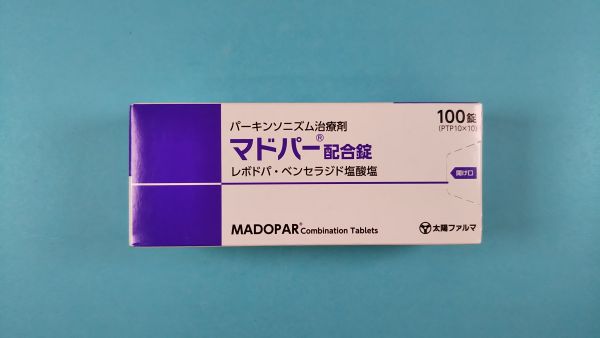 パーキンソニズム治療剤
マドパー®配合錠
レボドパ・ベンセラジド塩酸塩
MADOPAR® Combination Tablets
100錠
(PTP10×10)
開け口
太陽ファルマ